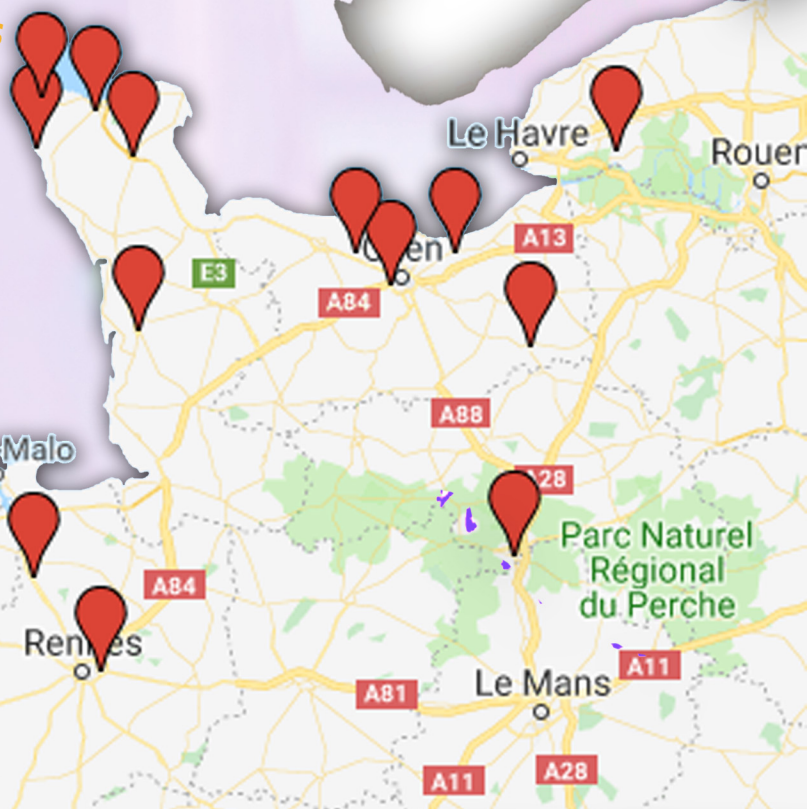 Le Havre
Rouen
A13
E3
A84
A88
Malo
A28
Parc Naturel
Régional
du Perche
A84
Rennes
A11
Le Mans
A81
A28
A11